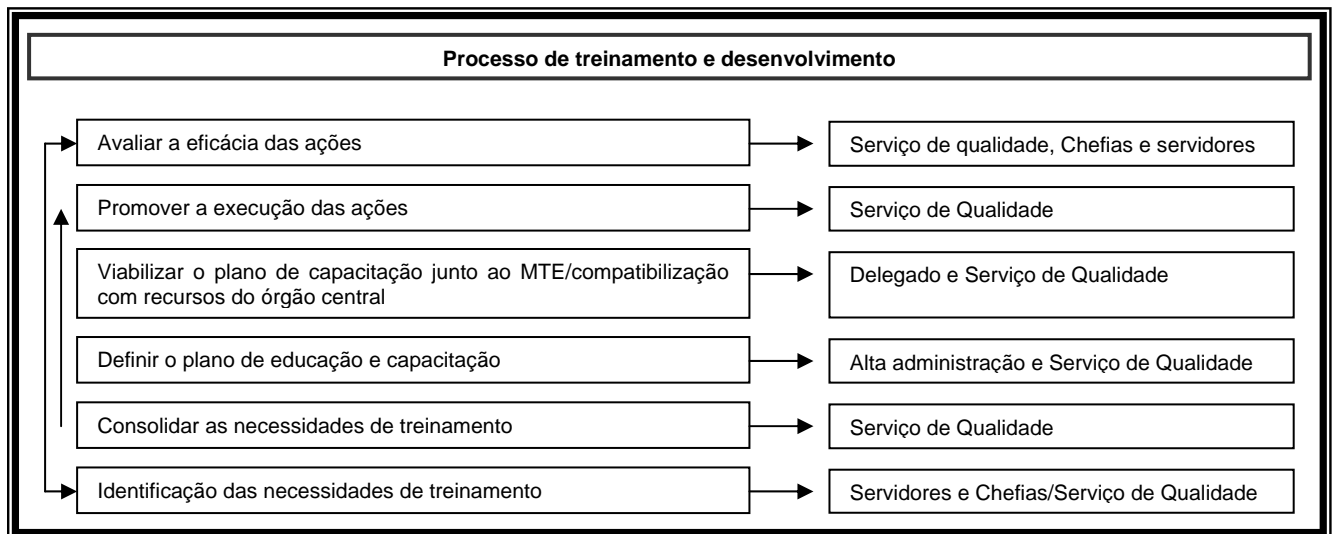 Processo de treinamento e desenvolvimento
Avaliar a eficácia das ações
Serviço de qualidade, Chefias e servidores
Promover a execução das ações
Serviço de Qualidade
Viabilizar o plano de capacitação junto ao MTE/compatibilização
com recursos do órgão central
Delegado e Serviço de Qualidade
Definir o plano de educação e capacitação
Alta administração e Serviço de Qualidade
Consolidar as necessidades de treinamento
Serviço de Qualidade
Identificação das necessidades de treinamento
Servidores e Chefias/Serviço de Qualidade